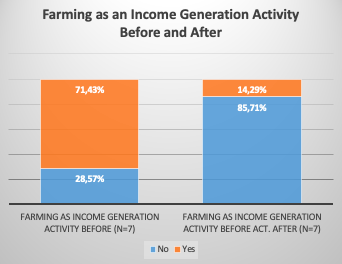 Farming as an Income Generation Activity
Before and After
71,43%
14,29%
85,71%
28,57%
FARMING AS INCOME GENERATION
ACTIVITY BEFORE (N=7)
FARMING AS INCOME GENERATION
ACTIVITY BEFORE ACT. AFTER (N=7)
No Yes